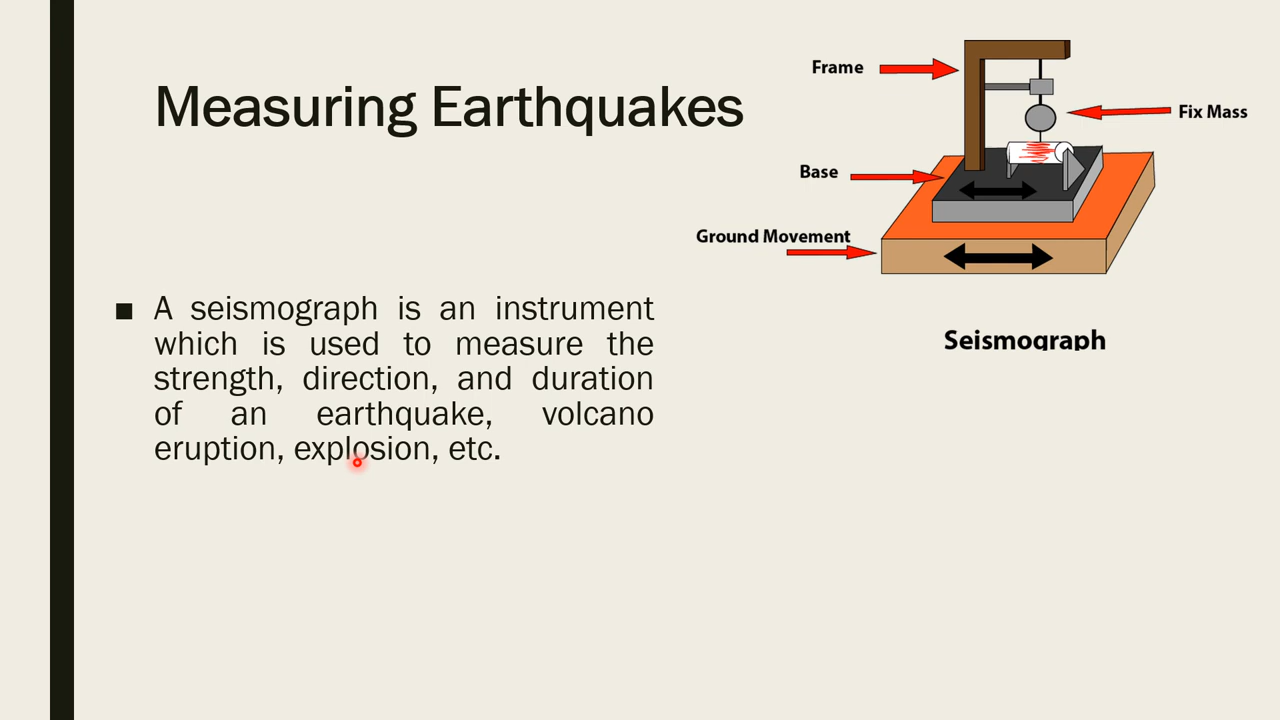 Measuring Earthquakes
Frame
Fix Mass
Base
Ground Movement
Seismograph
■ A seismograph is an instrument
which is used to measure the
strength, direction, and duration
of an earthquake, volcano
eruption, explosion, etc.